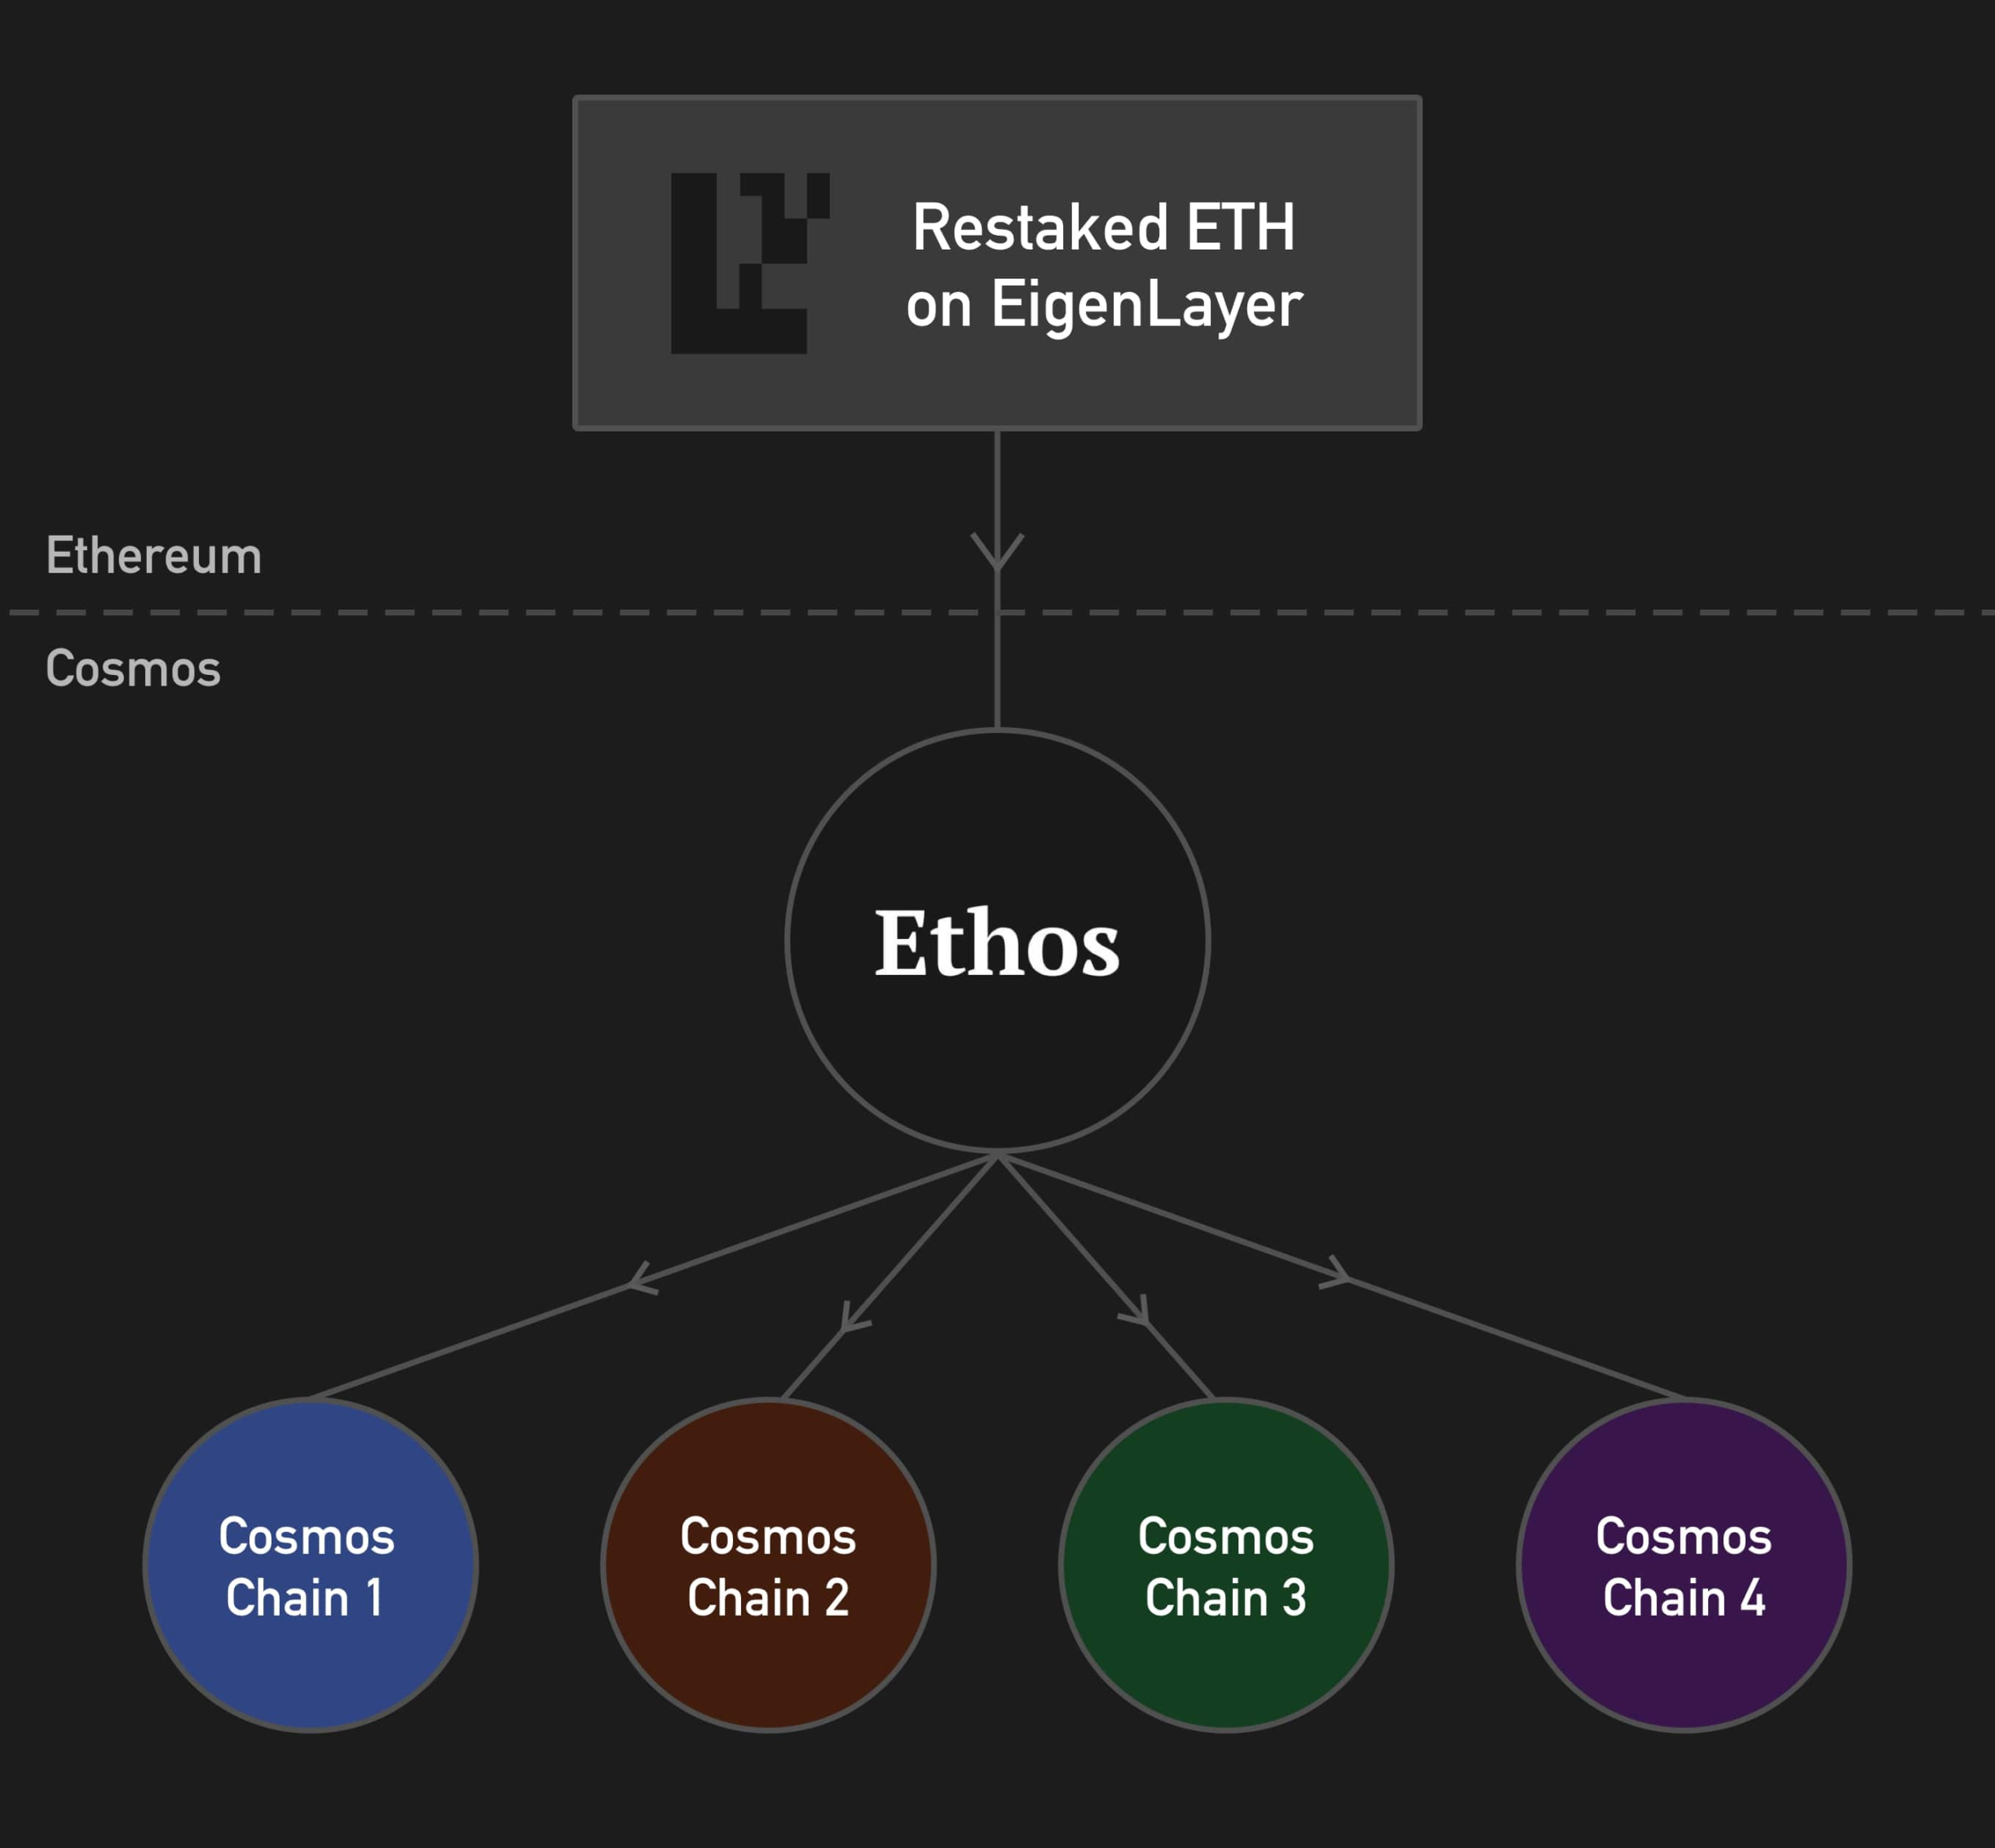 Restaked ETH
on EigenLayer
Ethereum
Cosmos
Ethos
Cosmos
Chain 1
Cosmos
Chain 2
Cosmos
Chain 3
Cosmos
Chain 4